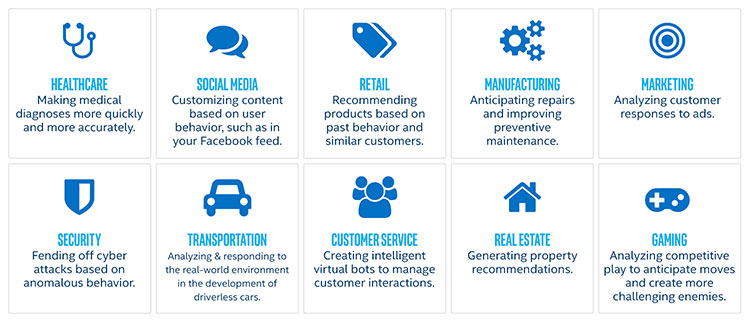 HEALTHCARE
Making medical
diagnoses more quickly
and more accurately.
SOCIAL MEDIA
Customizing content
based on user
behavior, such as in
your Facebook feed.
RETAIL
Recommending
products based on
past behavior and
similar customers.
MANUFACTURING
Anticipating repairs
and improving
preventive
maintenance.
MARKETING
Analyzing customer
responses to ads.
SECURITY
Fending off cyber
attacks based on
anomalous behavior.
TRANSPORTATION
Analyzing & responding to
the real-world environment
in the development of
driverless cars.
CUSTOMER SERVICE
Creating intelligent
virtual bots to manage
customer interactions.
REAL ESTATE
Generating property
recommendations.
GAMING
Analyzing competitive
play to anticipate moves
and create more
challenging enemies.